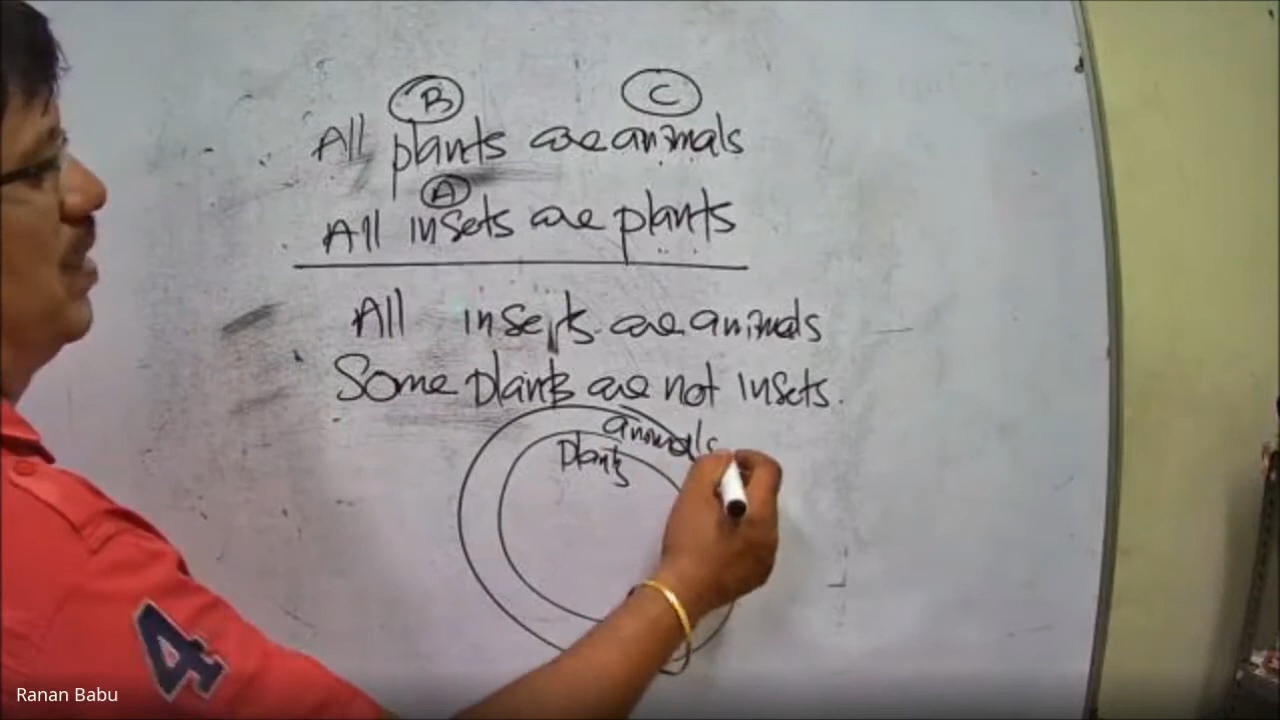 B C
All plants are animals
A
All insets are plants
All insets are animals
Some plants are not insets.
animals
plants
4
Ranan Babu